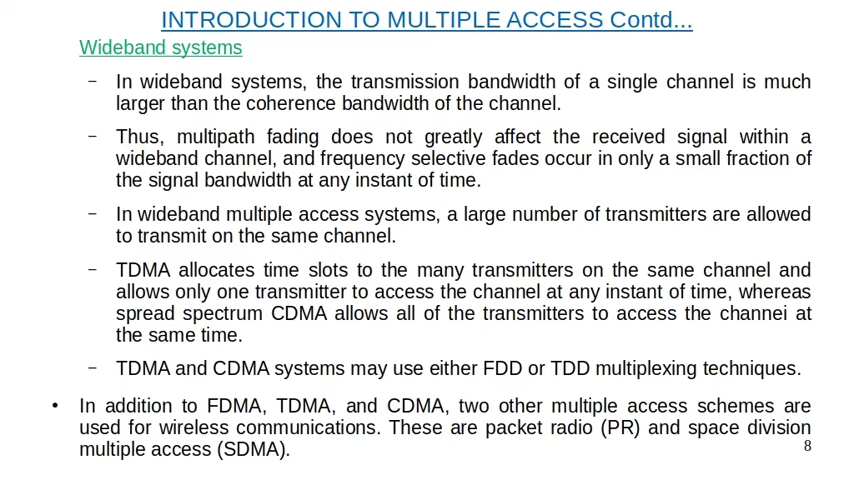 INTRODUCTION TO MULTIPLE ACCESS Contd...
Wideband systems
– In wideband systems, the transmission bandwidth of a single channel is much
larger than the coherence bandwidth of the channel.
– Thus, multipath fading does not greatly affect the received signal within a
wideband channel, and frequency selective fades occur in only a small fraction of
the signal bandwidth at any instant of time.
– In wideband multiple access systems, a large number of transmitters are allowed
to transmit on the same channel.
– TDMA allocates time slots to the many transmitters on the same channel and
allows only one transmitter to access the channel at any instant of time, whereas
spread spectrum CDMA allows all of the transmitters to access the channei at
the same time.
– TDMA and CDMA systems may use either FDD or TDD multiplexing techniques.
• In addition to FDMA, TDMA, and CDMA, two other multiple access schemes are
used for wireless communications. These are packet radio (PR) and space division
multiple access (SDMA).
8